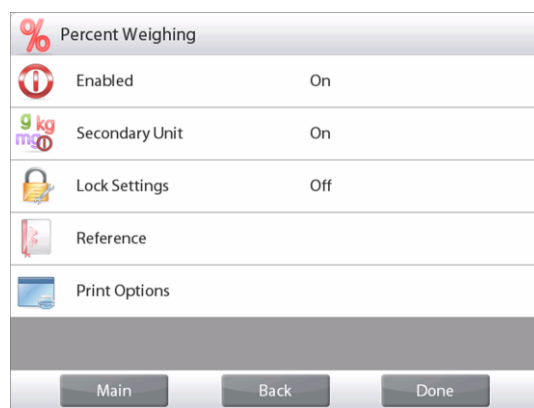 % Percent Weighing
Enabled On
g kg mg Secondary Unit On
Lock Settings Off
Reference
Print Options
Main Back Done